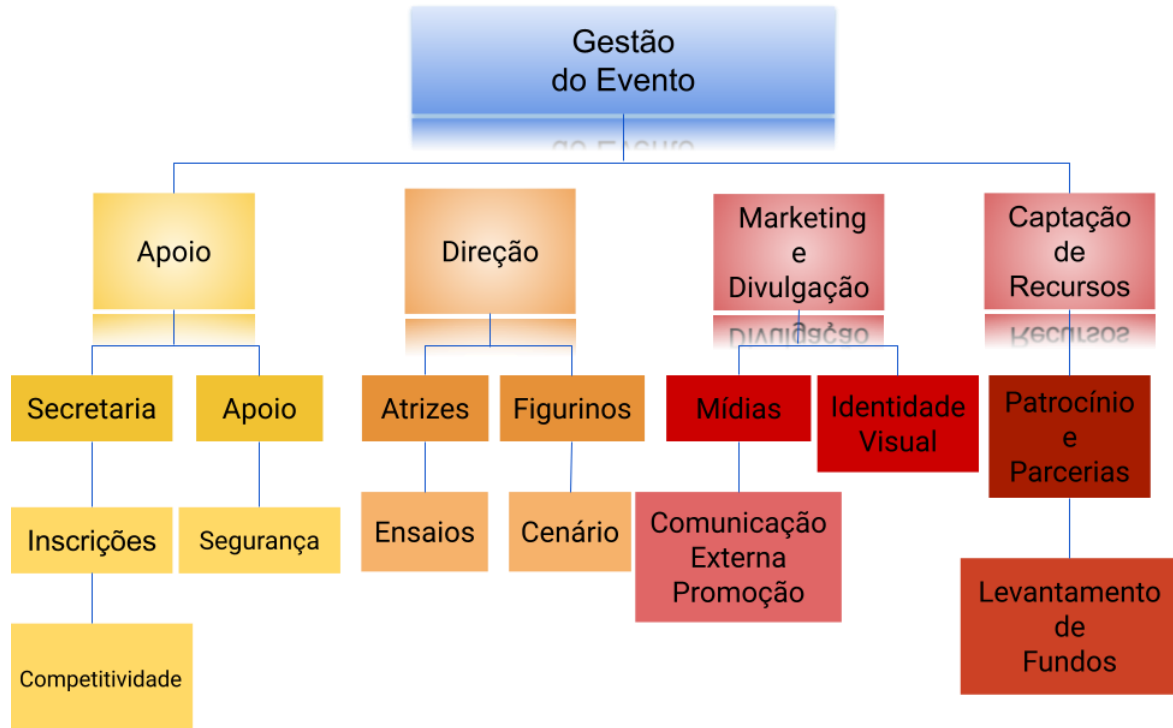 Gestão
do Evento
Apoio
Direção
Marketing
e
Divulgação
Captação
de
Recursos
Secretaria
Apoio
Atrizes
Figurinos
Mídias
Identidade
Visual
Patrocínio
e
Parcerias
Inscrições
Segurança
Ensaios
Cenário
Comunicação
Externa
Promoção
Levantamento
de
Fundos
Competitividade